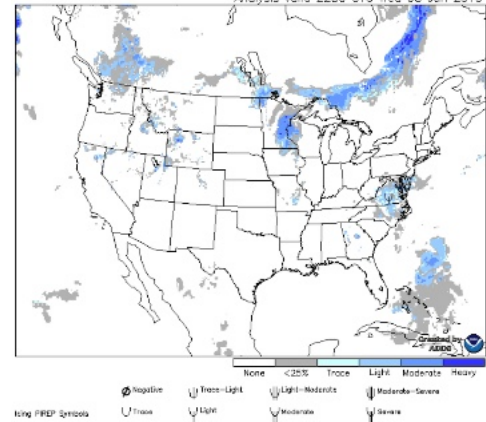 Created by
ADDS
None <25% Trace Light Moderate Heavy
Negative Trace-Light Light-Moderate Moderate-Severe
Icing PIREP Symbols Trace Light Moderate Severe